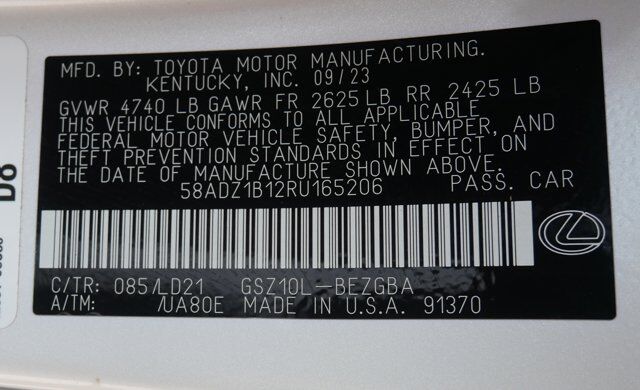 MFD. BY: TOYOTA MOTOR MANUFACTURING.
KENTUCKY, INC. 09/23
GVWR 4740 LB GAWR FR 2625 LB RR 2425 LB
THIS VEHICLE CONFORMS TO ALL APPLICABLE
FEDERAL MOTOR VEHICLE SAFETY, BUMPER, AND
THEFT PREVENTION STANDARDS IN EFFECT ON
THE DATE OF MANUFACTURE SHOWN ABOVE.
58ADZ1B12RU165206 PASS. CAR
C/TR: 085/LD21 GSZ10L-BEZGBA
A/TM: /UA80E MADE IN U.S.A. 91370
D8